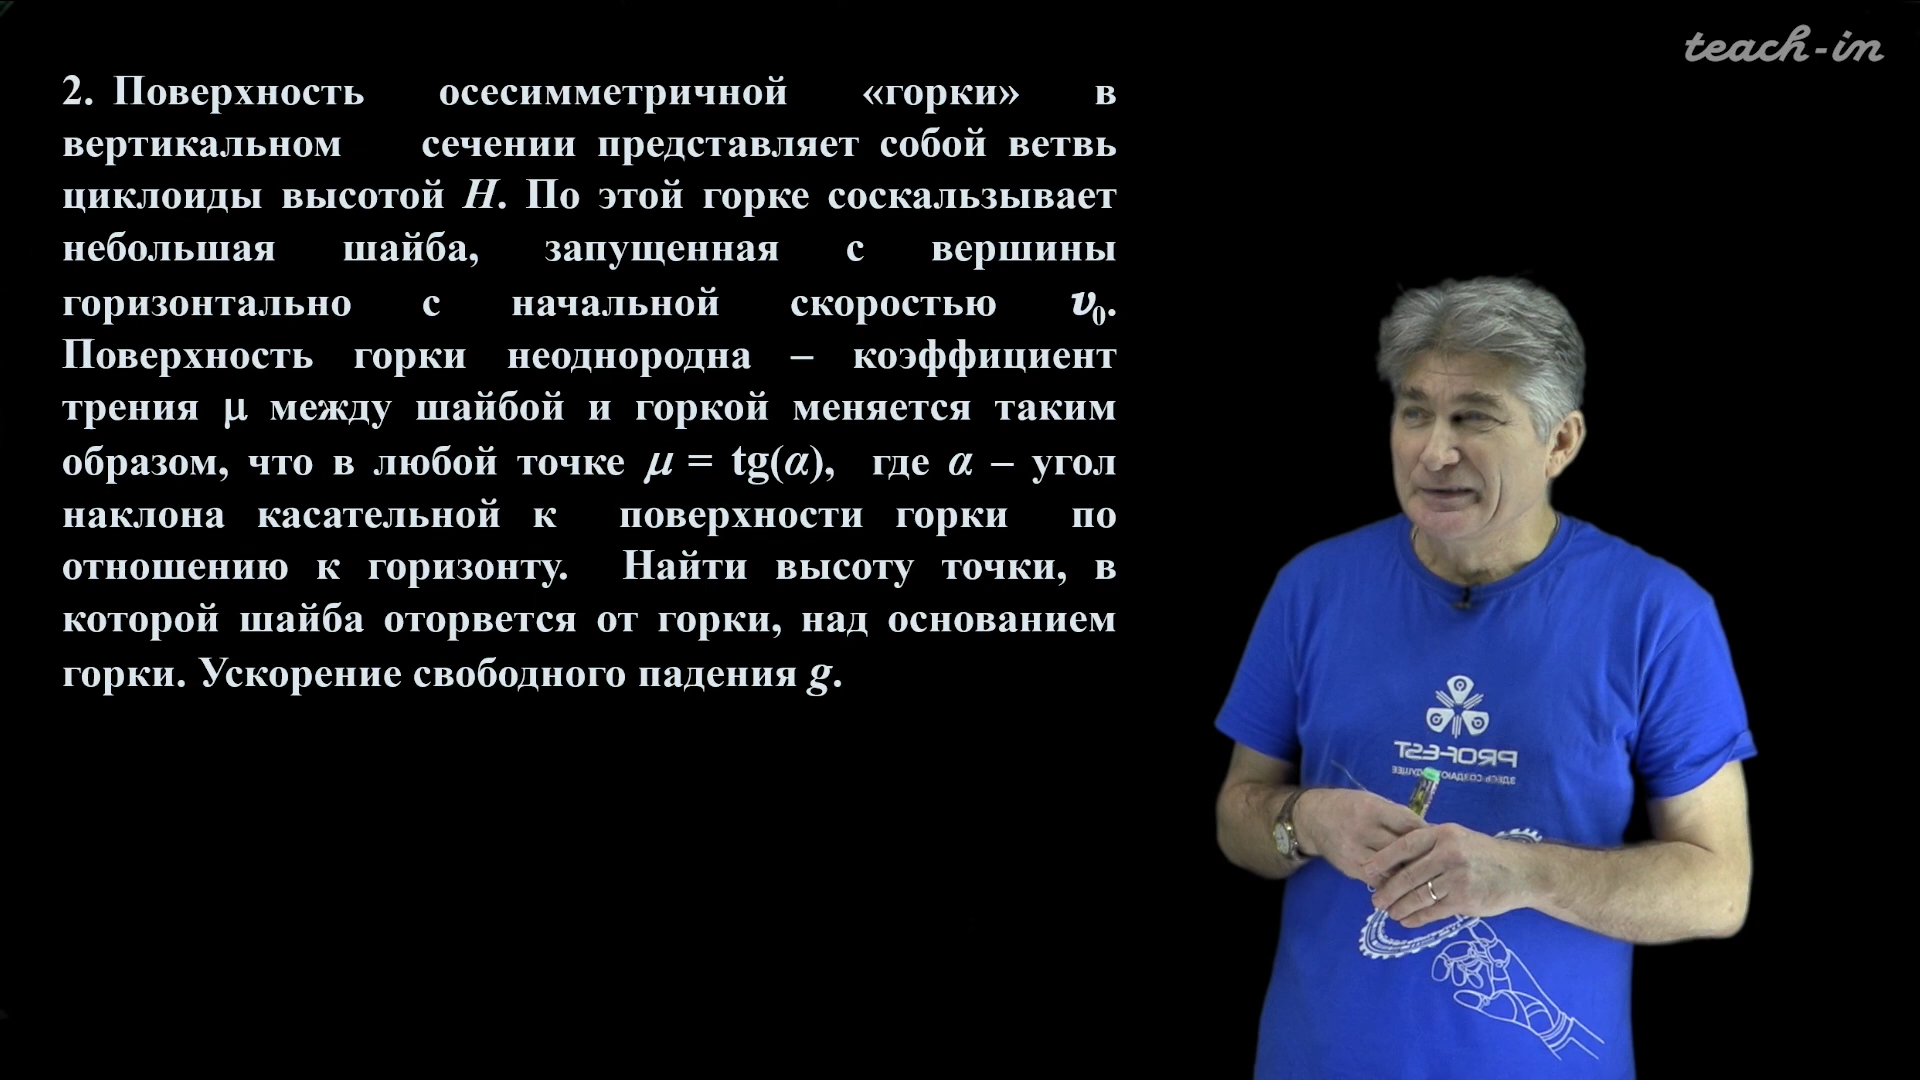 teach-in
2. Поверхность осесимметричной «горки» в
вертикальном сечении представляет собой ветвь
циклоиды высотой H. По этой горке соскальзывает
небольшая шайба, запущенная с вершины
горизонтально с начальной скоростью v₀.
Поверхность горки неоднородна – коэффициент
трения μ между шайбой и горкой меняется таким
образом, что в любой точке μ = tg(α), где α – угол
наклона касательной к поверхности горки по
отношению к горизонту. Найти высоту точки, в
которой шайба оторвется от горки, над основанием
горки. Ускорение свободного падения g.
PROFEST